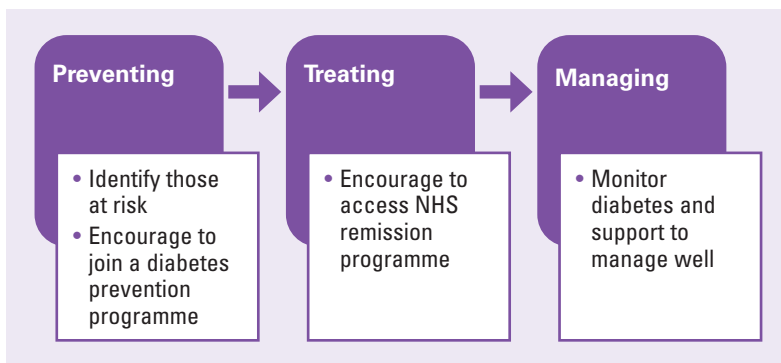 Preventing
• Identify those
at risk
• Encourage to
join a diabetes
prevention
programme
Treating
• Encourage to
access NHS
remission
programme
Managing
• Monitor
diabetes and
support to
manage well